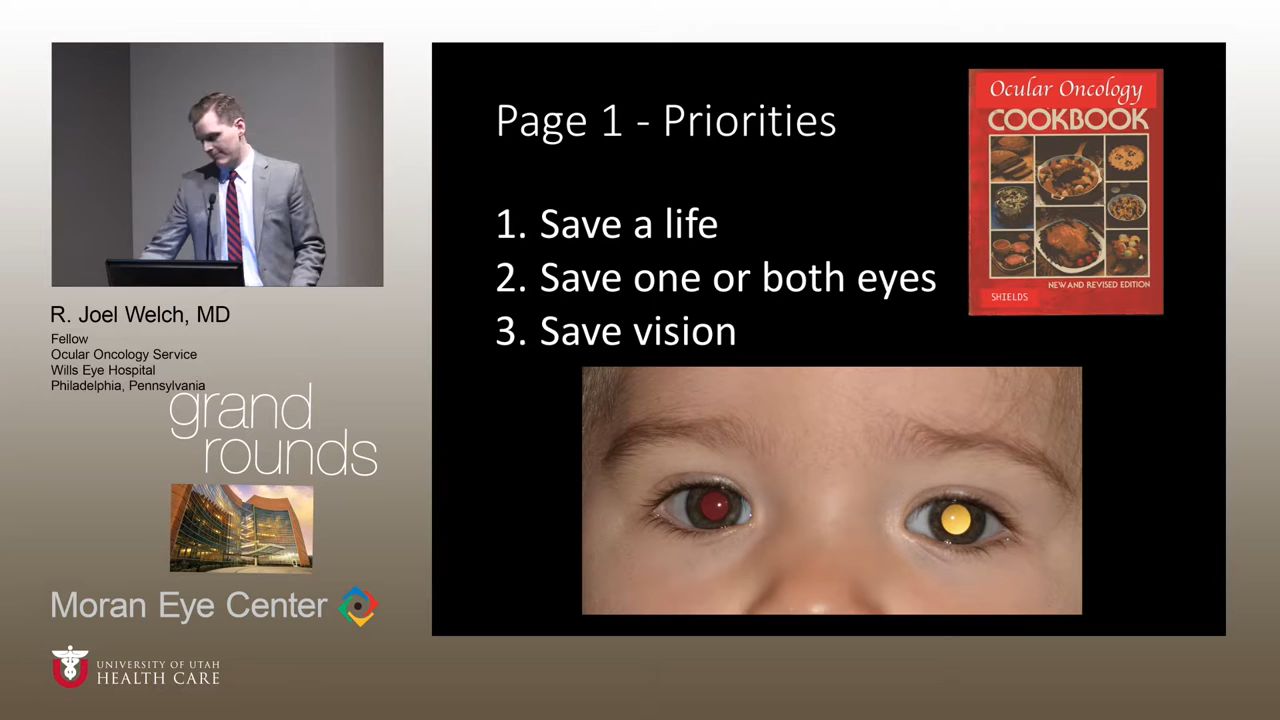 R. Joel Welch, MD
Fellow
Ocular Oncology Service
Wills Eye Hospital
Philadelphia, Pennsylvania
grand
rounds
Moran Eye Center
UNIVERSITY OF UTAH
HEALTH CARE
Page 1 - Priorities
1. Save a life
2. Save one or both eyes
3. Save vision
Ocular Oncology
COOKBOOK
NEW AND REVISED EDITION
SHIELDS